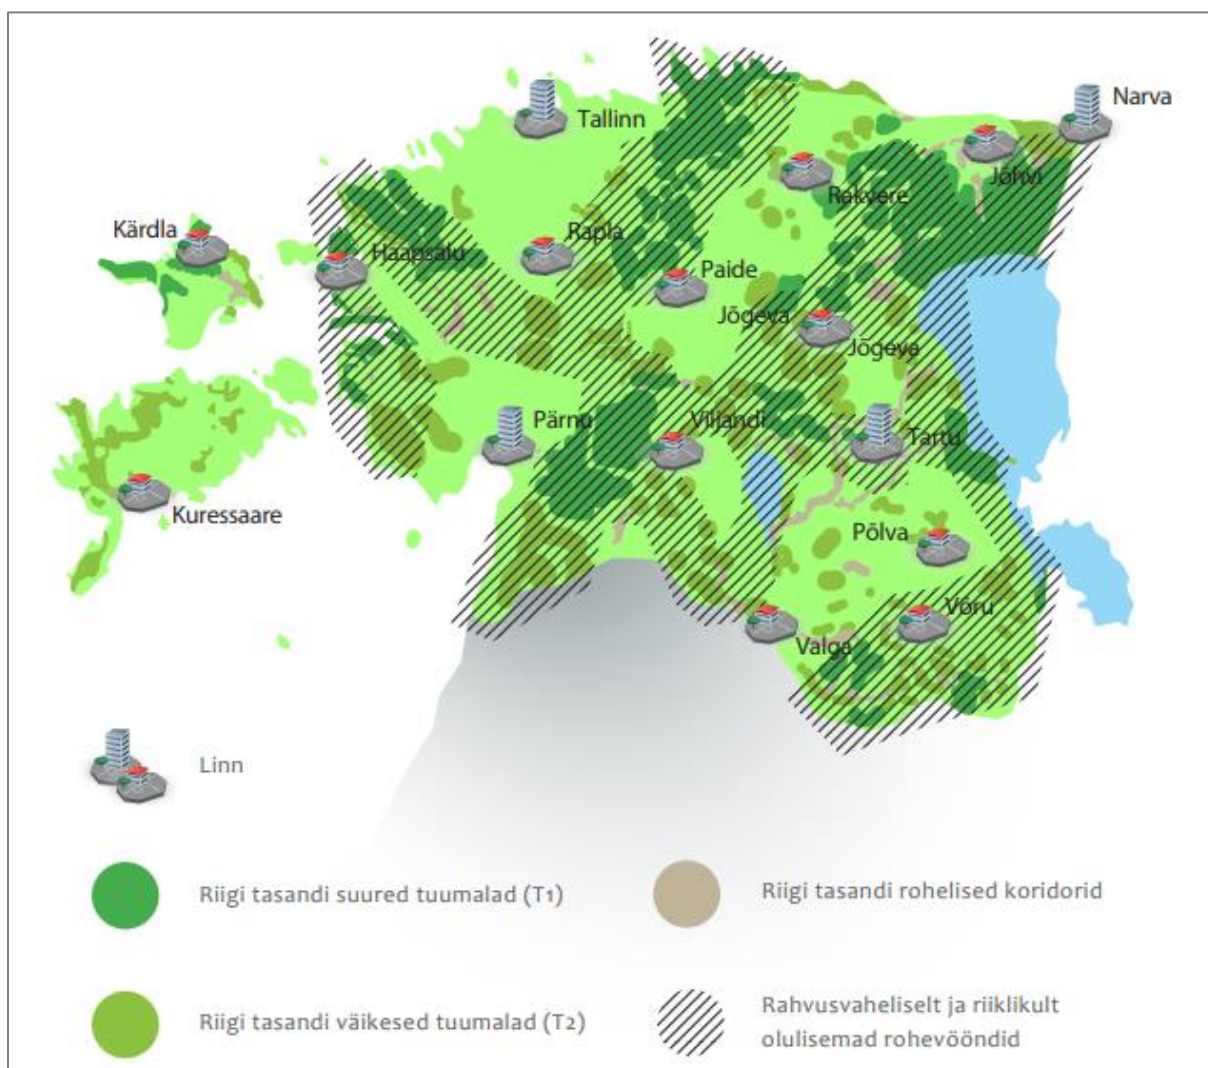 Narva
Tallinn
Jõhvi
Rakvere
Kärdla
Haapsalu
Rapla
Paide
Jõgeva
Jõgeva
Pärnu
Viljandi
Tartu
Kuressaare
Põlva
Võru
Valga
Linn
Riigi tasandi suured tuumalad (T1)
Riigi tasandi rohelised koridorid
Riigi tasandi väikesed tuumalad (T2)
Rahvusvaheliselt ja riiklikult
olulisemad rohevööndid